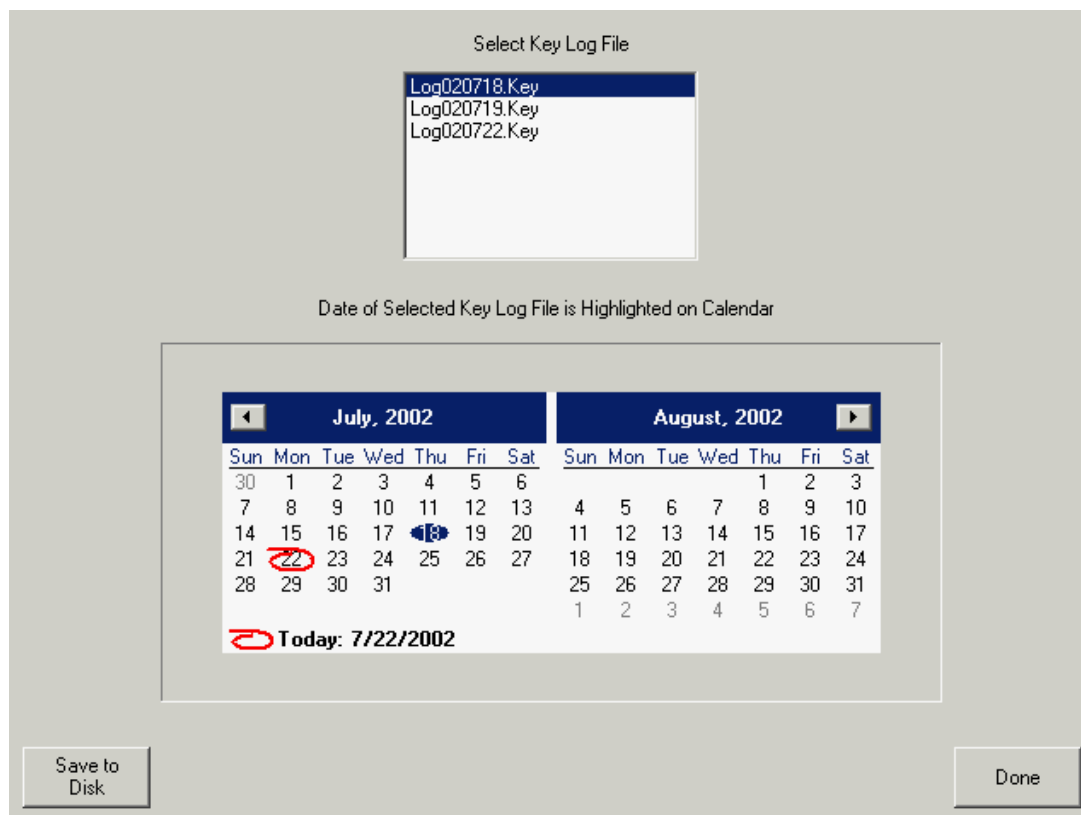 Select Key Log File
Log020718.Key
Log020719.Key
Log020722.Key
Date of Selected Key Log File is Highlighted on Calendar
July, 2002
Sun Mon Tue Wed Thu Fri Sat
30 1 2 3 4 5 6
7 8 9 10 11 12 13
14 15 16 17 18 19 20
21 22 23 24 25 26 27
28 29 30 31
Today: 7/22/2002
August, 2002
Sun Mon Tue Wed Thu Fri Sat
1 2 3
4 5 6 7 8 9 10
11 12 13 14 15 16 17
18 19 20 21 22 23 24
25 26 27 28 29 30 31
1 2 3 4 5 6 7
Save to
Disk
Done